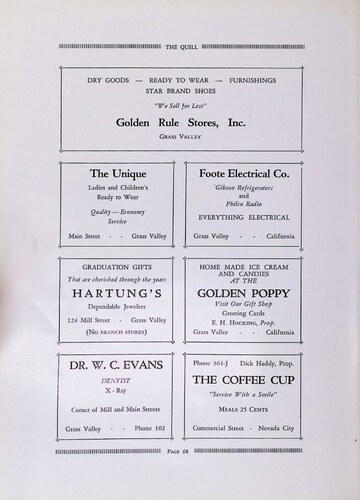 THE QUILL
DRY GOODS — READY TO WEAR — FURNISHINGS
STAR BRAND SHOES
"We Sell for Less"
Golden Rule Stores, Inc.
GRASS VALLEY
The Unique
Ladies and Children's
Ready to Wear
Quality — Economy
Service
Main Street - - Grass Valley
Foote Electrical Co.
Gibson Refrigerators
and
Philco Radio
EVERYTHING ELECTRICAL
Grass Valley - - California
GRADUATION GIFTS
That are cherished through the years
HARTUNG'S
Dependable Jewelers
124 Mill Street - Grass Valley
(NO BRANCH STORES)
HOME MADE ICE CREAM
AND CANDIES
AT THE
GOLDEN POPPY
Visit Our Gift Shop
Greeting Cards
E. H. HOCKING, Prop.
Grass Valley - - California
DR. W. C. EVANS
DENTIST
X - Ray
Corner of Mill and Main Streets
Grass Valley - - Phone 102
Phone 361-J Dick Haddy, Prop.
THE COFFEE CUP
"Service With a Smile"
MEALS 25 CENTS
Commercial Street - Nevada City
PAGE 68